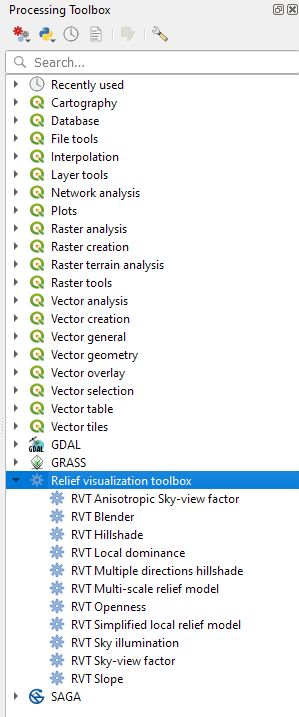 Processing Toolbox
Search...
Recently used
Cartography
Database
File tools
Interpolation
Layer tools
Network analysis
Plots
Raster analysis
Raster creation
Raster terrain analysis
Raster tools
Vector analysis
Vector creation
Vector general
Vector geometry
Vector overlay
Vector selection
Vector table
Vector tiles
GDAL
GRASS
Relief visualization toolbox
RVT Anisotropic Sky-view factor
RVT Blender
RVT Hillshade
RVT Local dominance
RVT Multiple directions hillshade
RVT Multi-scale relief model
RVT Openness
RVT Simplified local relief model
RVT Sky illumination
RVT Sky-view factor
RVT Slope
SAGA